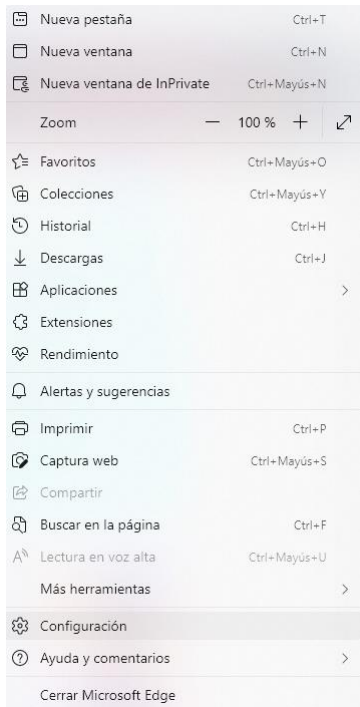 Nueva pestaña Ctrl+T
Nueva ventana Ctrl+N
Nueva ventana de InPrivate Ctrl+Mayús+N
Zoom — 100 % +
Favoritos Ctrl+Mayús+O
Colecciones Ctrl+Mayús+Y
Historial Ctrl+H
Descargas Ctrl+J
Aplicaciones
Extensiones
Rendimiento
Alertas y sugerencias
Imprimir Ctrl+P
Captura web Ctrl+Mayús+S
Compartir
Buscar en la página Ctrl+F
Lectura en voz alta Ctrl+Mayús+U
Más herramientas
Configuración
Ayuda y comentarios
Cerrar Microsoft Edge